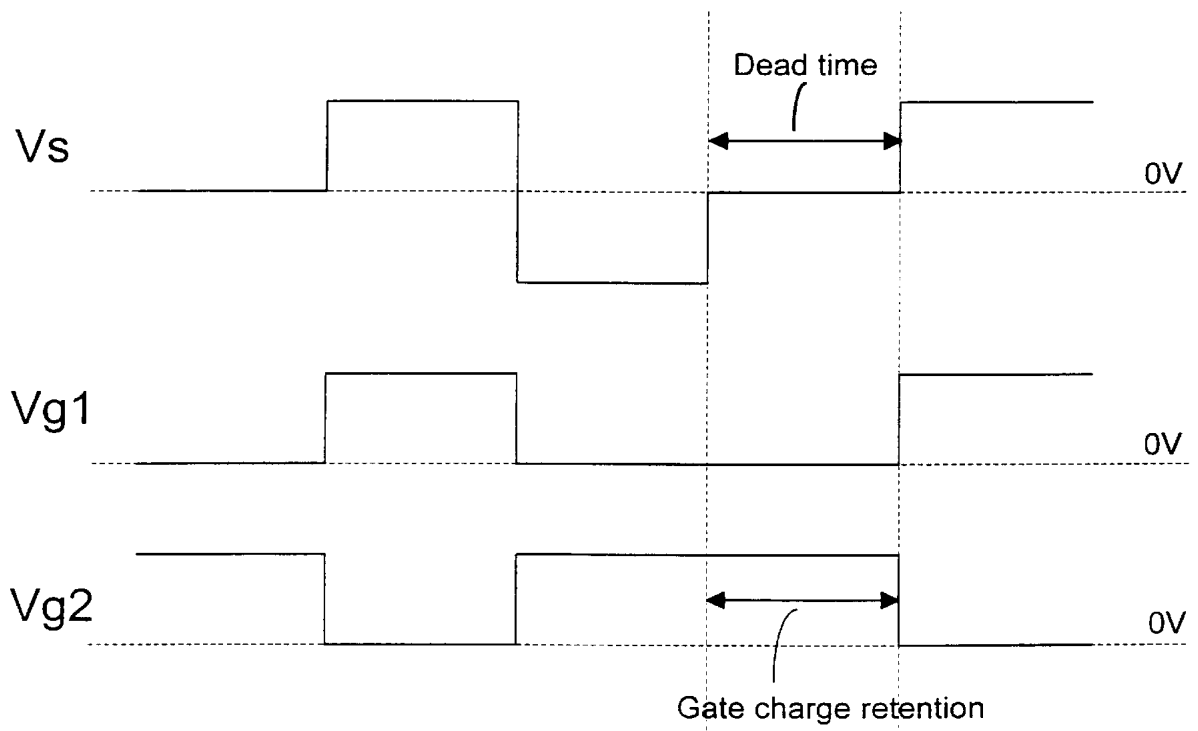 Dead time
Vs
0V
Vg1
0V
Vg2
0V
Gate charge retention